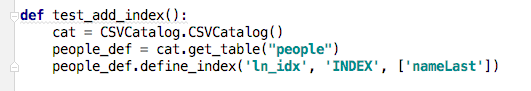 def test_add_index():
    cat = CSVCatalog.CSVCatalog()
    people_def = cat.get_table("people")
    people_def.define_index('ln_idx', 'INDEX', ['nameLast'])